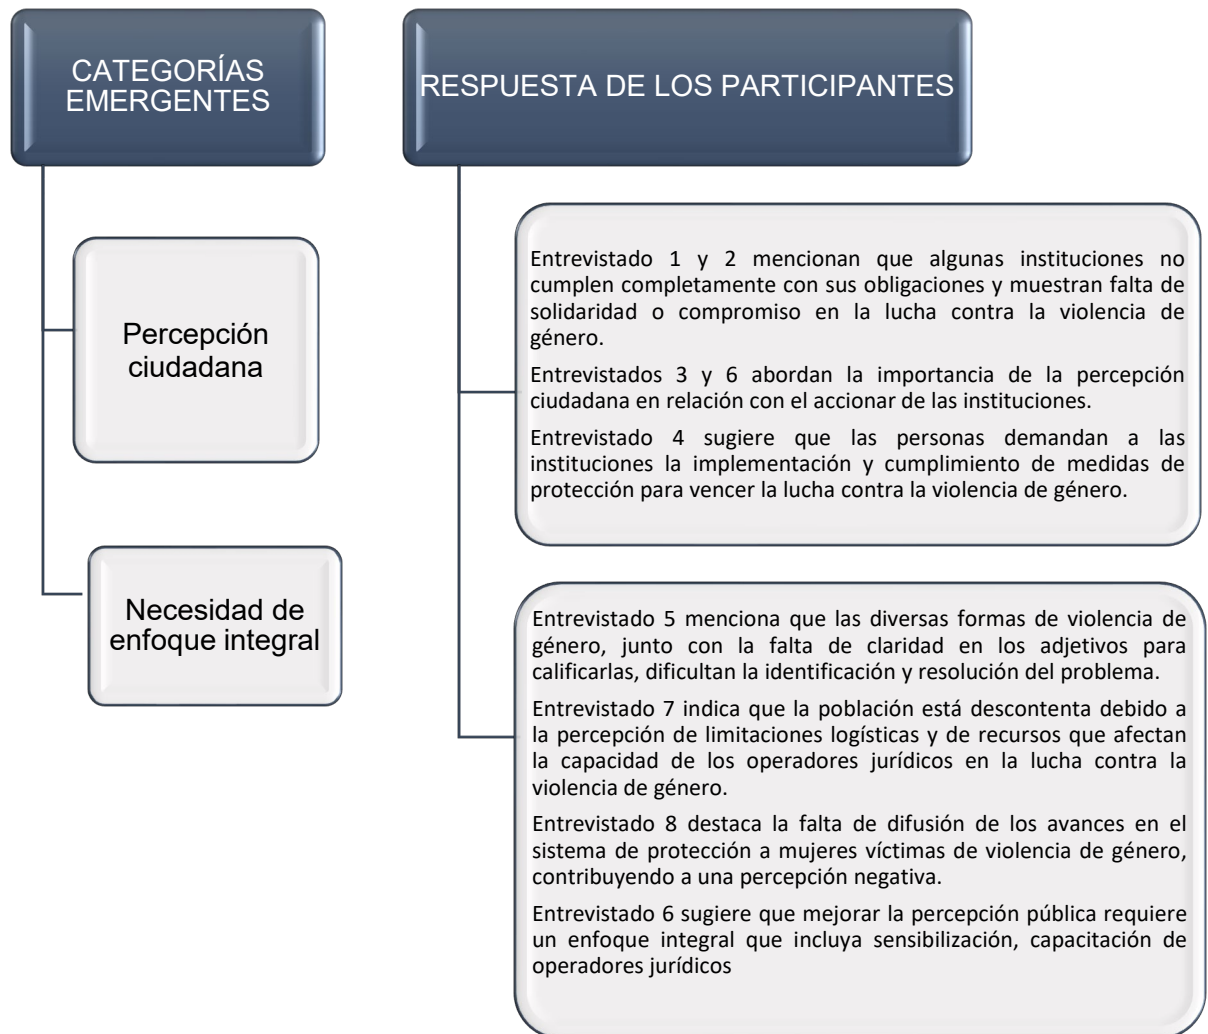 CATEGORÍAS
EMERGENTES
RESPUESTA DE LOS PARTICIPANTES
Percepción
ciudadana
Entrevistado 1 y 2 mencionan que algunas instituciones no
cumplen completamente con sus obligaciones y muestran falta de
solidaridad o compromiso en la lucha contra la violencia de
género.
Entrevistados 3 y 6 abordan la importancia de la percepción
ciudadana en relación con el accionar de las instituciones.
Entrevistado 4 sugiere que las personas demandan a las
instituciones la implementación y cumplimiento de medidas de
protección para vencer la lucha contra la violencia de género.
Necesidad de
enfoque integral
Entrevistado 5 menciona que las diversas formas de violencia de
género, junto con la falta de claridad en los adjetivos para
calificarlas, dificultan la identificación y resolución del problema.
Entrevistado 7 indica que la población está descontenta debido a
la percepción de limitaciones logísticas y de recursos que afectan
la capacidad de los operadores jurídicos en la lucha contra la
violencia de género.
Entrevistado 8 destaca la falta de difusión de los avances en el
sistema de protección a mujeres víctimas de violencia de género,
contribuyendo a una percepción negativa.
Entrevistado 6 sugiere que mejorar la percepción pública requiere
un enfoque integral que incluya sensibilización, capacitación de
operadores jurídicos